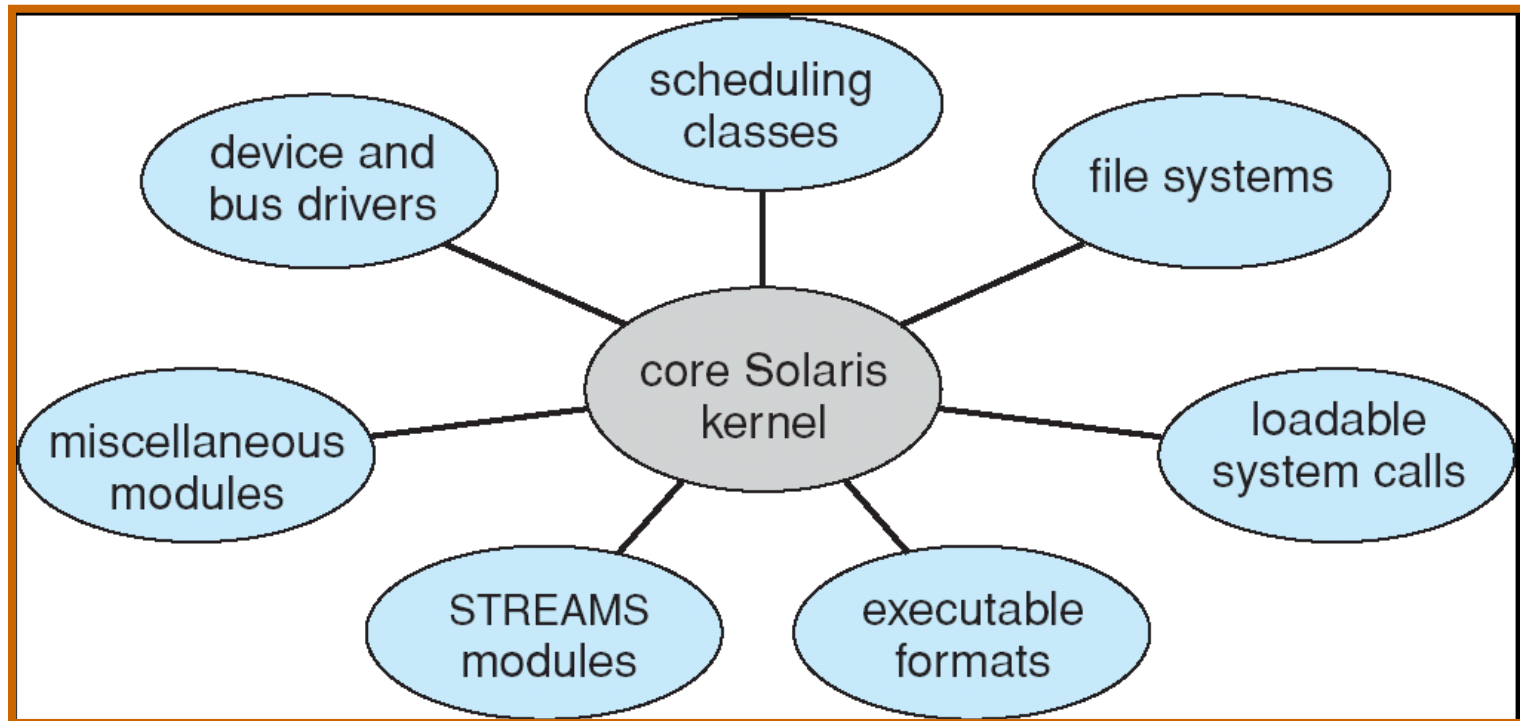 scheduling
classes
device and
bus drivers
file systems
core Solaris
kernel
miscellaneous
modules
loadable
system calls
STREAMS
modules
executable
formats